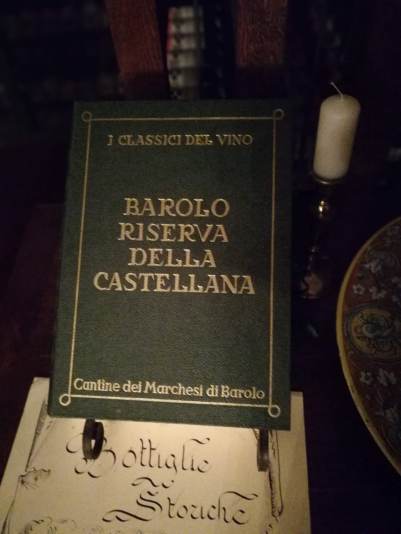 I CLASSICI DEL VINO
BAROLO
RISERVA
DELLA
CASTELLANA
Cantine dei Marchesi di Barolo
Bottiglie
Storiche